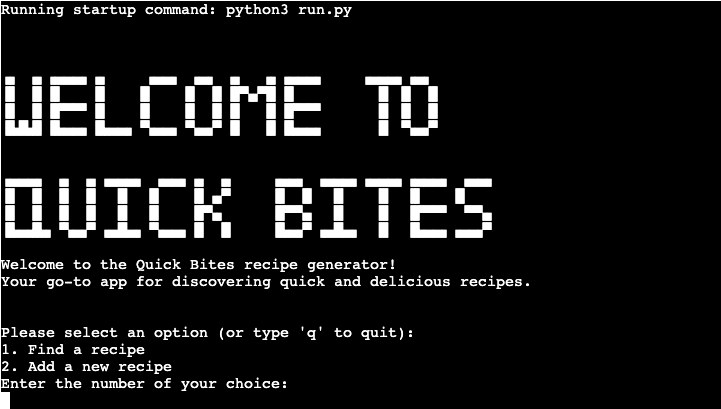 Running startup command: python3 run.py
WELCOME TO
QUICK BITES
Welcome to the Quick Bites recipe generator!
Your go-to app for discovering quick and delicious recipes.
Please select an option (or type 'q' to quit):
1. Find a recipe
2. Add a new recipe
Enter the number of your choice: